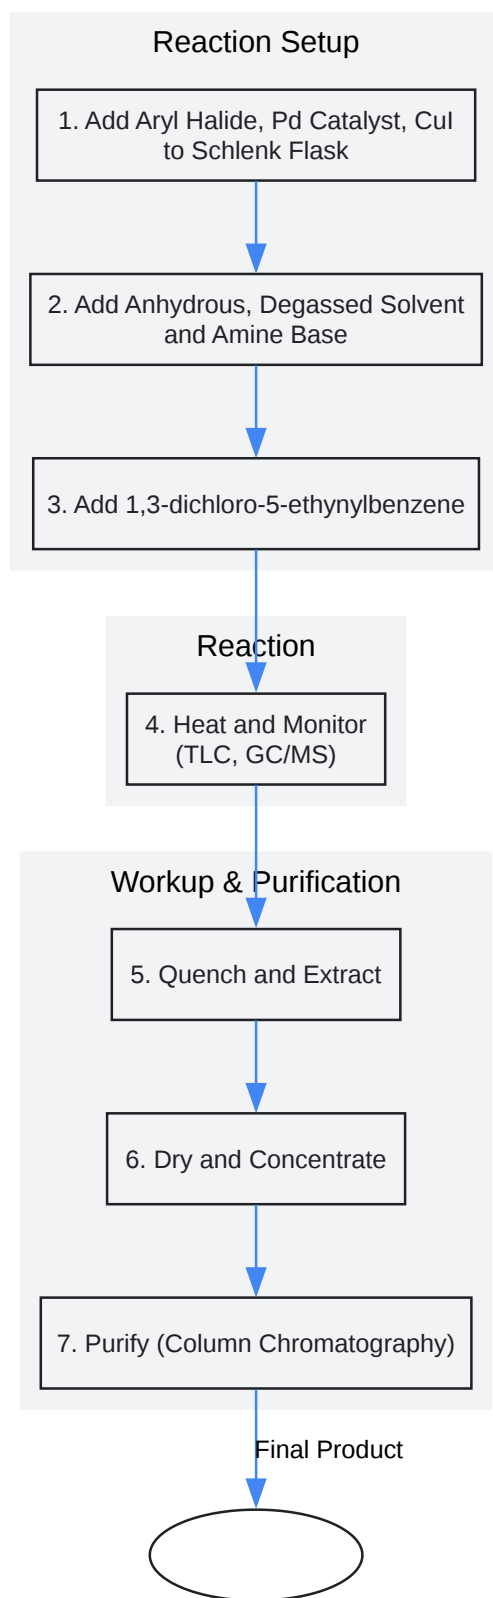 Reaction Setup
1. Add Aryl Halide, Pd Catalyst, CuI
to Schlenk Flask
2. Add Anhydrous, Degassed Solvent
and Amine Base
3. Add 1,3-dichloro-5-ethynylbenzene
Reaction
4. Heat and Monitor
(TLC, GC/MS)
Workup & Purification
5. Quench and Extract
6. Dry and Concentrate
7. Purify (Column Chromatography)
Final Product